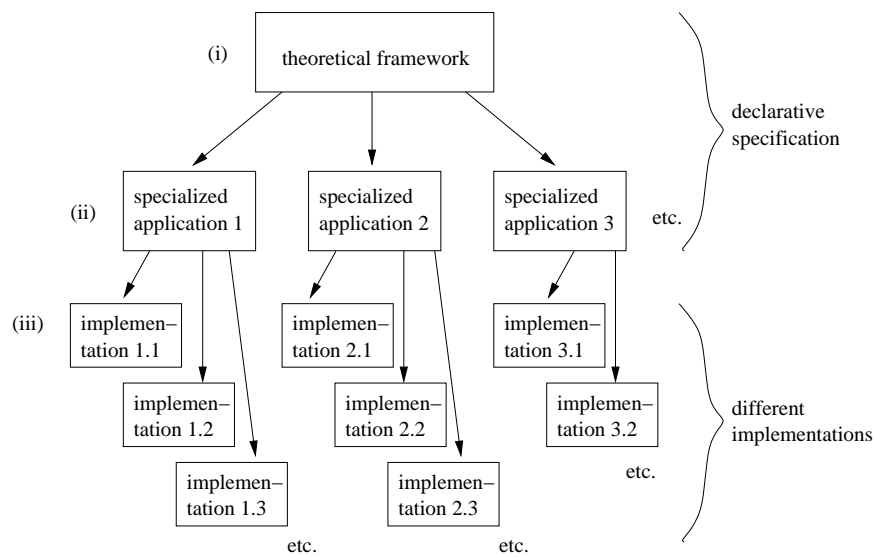 (i)
theoretical framework
declarative
specification
(ii)
specialized
application 1
specialized
application 2
specialized
application 3
etc.
(iii)
implemen–
tation 1.1
implemen–
tation 2.1
implemen–
tation 3.1
implemen–
tation 1.2
implemen–
tation 2.2
implemen–
tation 3.2
different
implementations
etc.
implemen–
tation 1.3
implemen–
tation 2.3
etc.
etc.